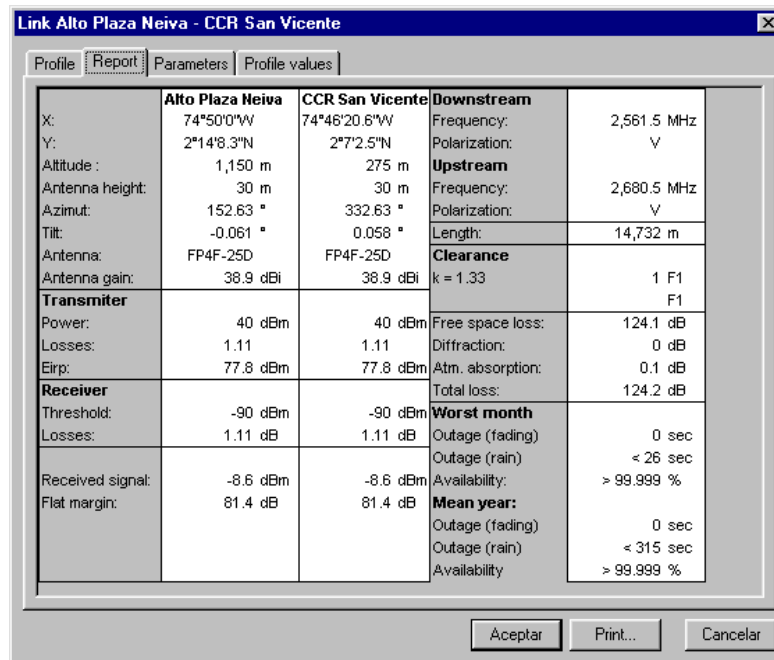 Link Alto Plaza Neiva - CCR San Vicente
Profile Report Parameters Profile values
Alto Plaza Neiva CCR San Vicente Downstream
X: 74°50'0"W 74°46'20.6"W Frequency: 2,561.5 MHz
Y: 2°14'8.3"N 2°7'2.5"N Polarization: V
Altitude : 1,150 m 275 m Upstream
Antenna height: 30 m 30 m Frequency: 2,680.5 MHz
Azimut: 152.63 ° 332.63 ° Polarization: V
Tilt: -0.061 ° 0.058 ° Length: 14,732 m
Antenna: FP4F-25D FP4F-25D Clearance
Antenna gain: 38.9 dBi 38.9 dBi k = 1.33 1 F1
Transmiter F1
Power: 40 dBm 40 dBm Free space loss: 124.1 dB
Losses: 1.11 1.11 Diffraction: 0 dB
Eirp: 77.8 dBm 77.8 dBm Atm. absorption: 0.1 dB
Receiver Total loss: 124.2 dB
Threshold: -90 dBm -90 dBm Worst month
Losses: 1.11 dB 1.11 dB Outage (fading) 0 sec
Outage (rain) < 26 sec
Received signal: -8.6 dBm -8.6 dBm Availability: > 99.999 %
Flat margin: 81.4 dB 81.4 dB Mean year:
Outage (fading) 0 sec
Outage (rain) < 315 sec
Availability > 99.999 %
Aceptar Print... Cancelar